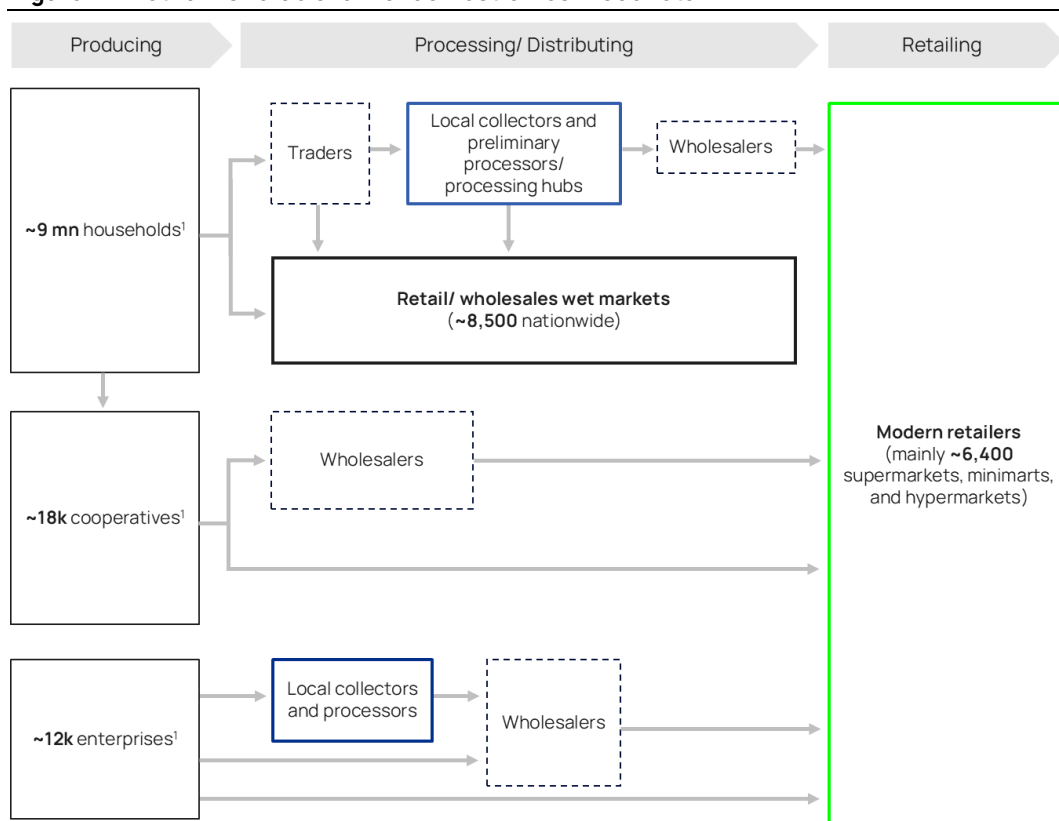 Producing
Processing/ Distributing
Retailing
~9 mn households¹
Traders
Local collectors and
preliminary
processors/
processing hubs
Wholesalers
Retail/ wholesales wet markets
(~8,500 nationwide)
~18k cooperatives¹
Wholesalers
Modern retailers
(mainly ~6,400
supermarkets, minimarts,
and hypermarkets)
~12k enterprises¹
Local collectors
and processors
Wholesalers